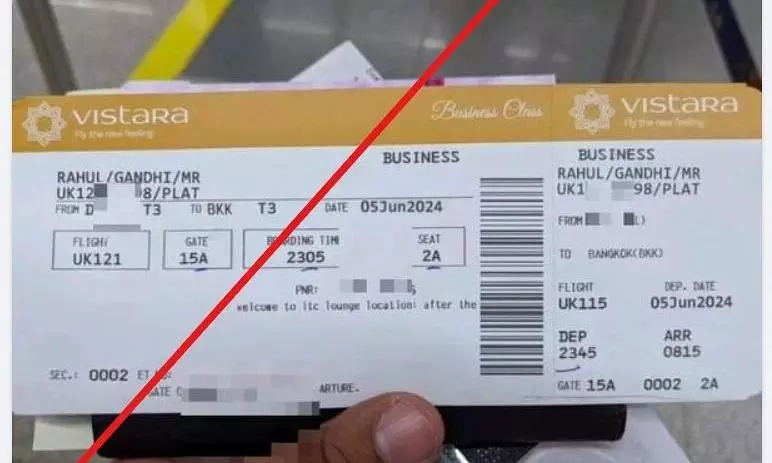 VISTARA
Fly the new feeling
Business Class
BUSINESS
RAHUL/GANDHI/MR
UK12 8/PLAT
FROM D T3 TO BKK T3 DATE 05Jun2024
FLIGHT GATE BOARDING TIM SEAT
UK121 15A 2305 2A
PNR:
welcome to itc lounge location: after the
SEC.: 0002 ET
GATE C ARTURE.
VISTARA
Fly the new feeling
BUSINESS
RAHUL/GANDHI/MR
UK1 98/PLAT
FROM L)
TO BANGKOK(BKK)
FLIGHT DEP. DATE
UK115 05Jun2024
DEP ARR
2345 0815
GATE 15A 0002 2A